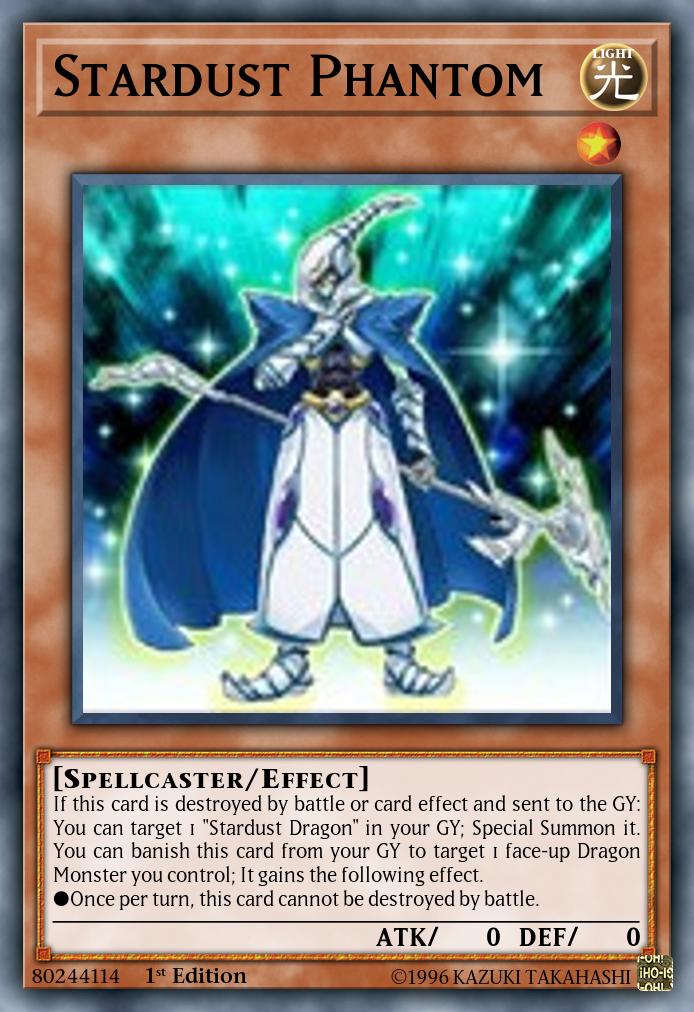 Stardust Phantom
LIGHT
光
[Spellcaster/Effect]
If this card is destroyed by battle or card effect and sent to the GY:
You can target 1 "Stardust Dragon" in your GY; Special Summon it.
You can banish this card from your GY to target 1 face-up Dragon
Monster you control; It gains the following effect.
●Once per turn, this card cannot be destroyed by battle.
ATK/ 0 DEF/ 0
80244114 1st Edition ©1996 KAZUKI TAKAHASHI